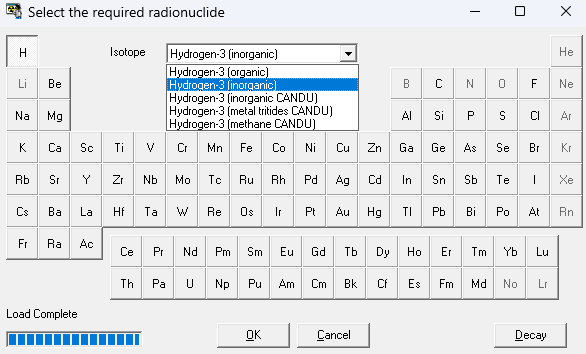 Select the required radionuclide
H Isotope Hydrogen-3 (inorganic) He
Hydrogen-3 (organic)
Hydrogen-3 (inorganic)
Hydrogen-3 (inorganic CANDU)
Hydrogen-3 (metal tritides CANDU)
Hydrogen-3 (methane CANDU)
Li Be B C N O F Ne
Na Mg Al Si P S Cl Ar
K Ca Sc Ti V Cr Mn Fe Co Ni Cu Zn Ga Ge As Se Br Kr
Rb Sr Y Zr Nb Mo Tc Ru Rh Pd Ag Cd In Sn Sb Te I Xe
Cs Ba La Hf Ta W Re Os Ir Pt Au Hg Tl Pb Bi Po At Rn
Fr Ra Ac
Ce Pr Nd Pm Sm Eu Gd Tb Dy Ho Er Tm Yb Lu
Th Pa U Np Pu Am Cm Bk Cf Es Fm Md No Lr
Load Complete
OK Cancel Decay